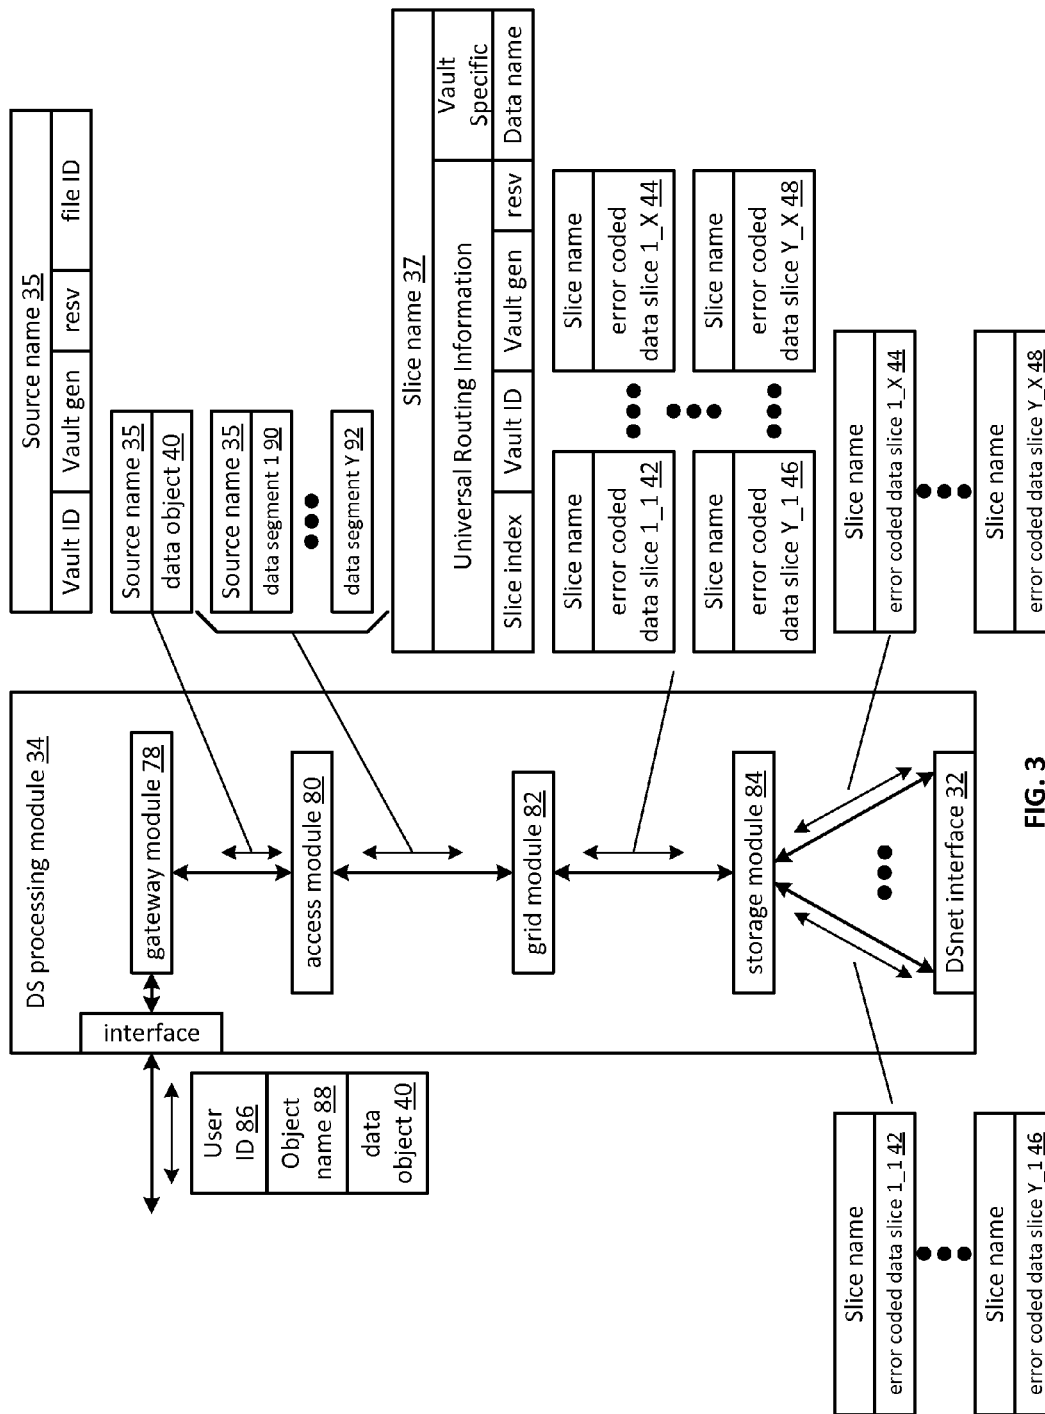 DS processing module 34
interface
gateway module 78
access module 80
grid module 82
storage module 84
DSnet interface 32
User
ID 86
Object
name 88
data
object 40
Source name 35
Vault ID
Vault gen
resv
file ID
Source name 35
data object 40
Source name 35
data segment 1 90
data segment Y 92
Slice name 37
Universal Routing Information
Vault
Specific
Slice index
Vault ID
Vault gen
resv
Data name
Slice name
error coded
data slice 1_1 42
Slice name
error coded
data slice 1_X 44
Slice name
error coded
data slice Y_1 46
Slice name
error coded
data slice Y_X 48
Slice name
error coded data slice 1_1 42
Slice name
error coded data slice Y_1 46
Slice name
error coded data slice 1_X 44
Slice name
error coded data slice Y_X 48
FIG. 3